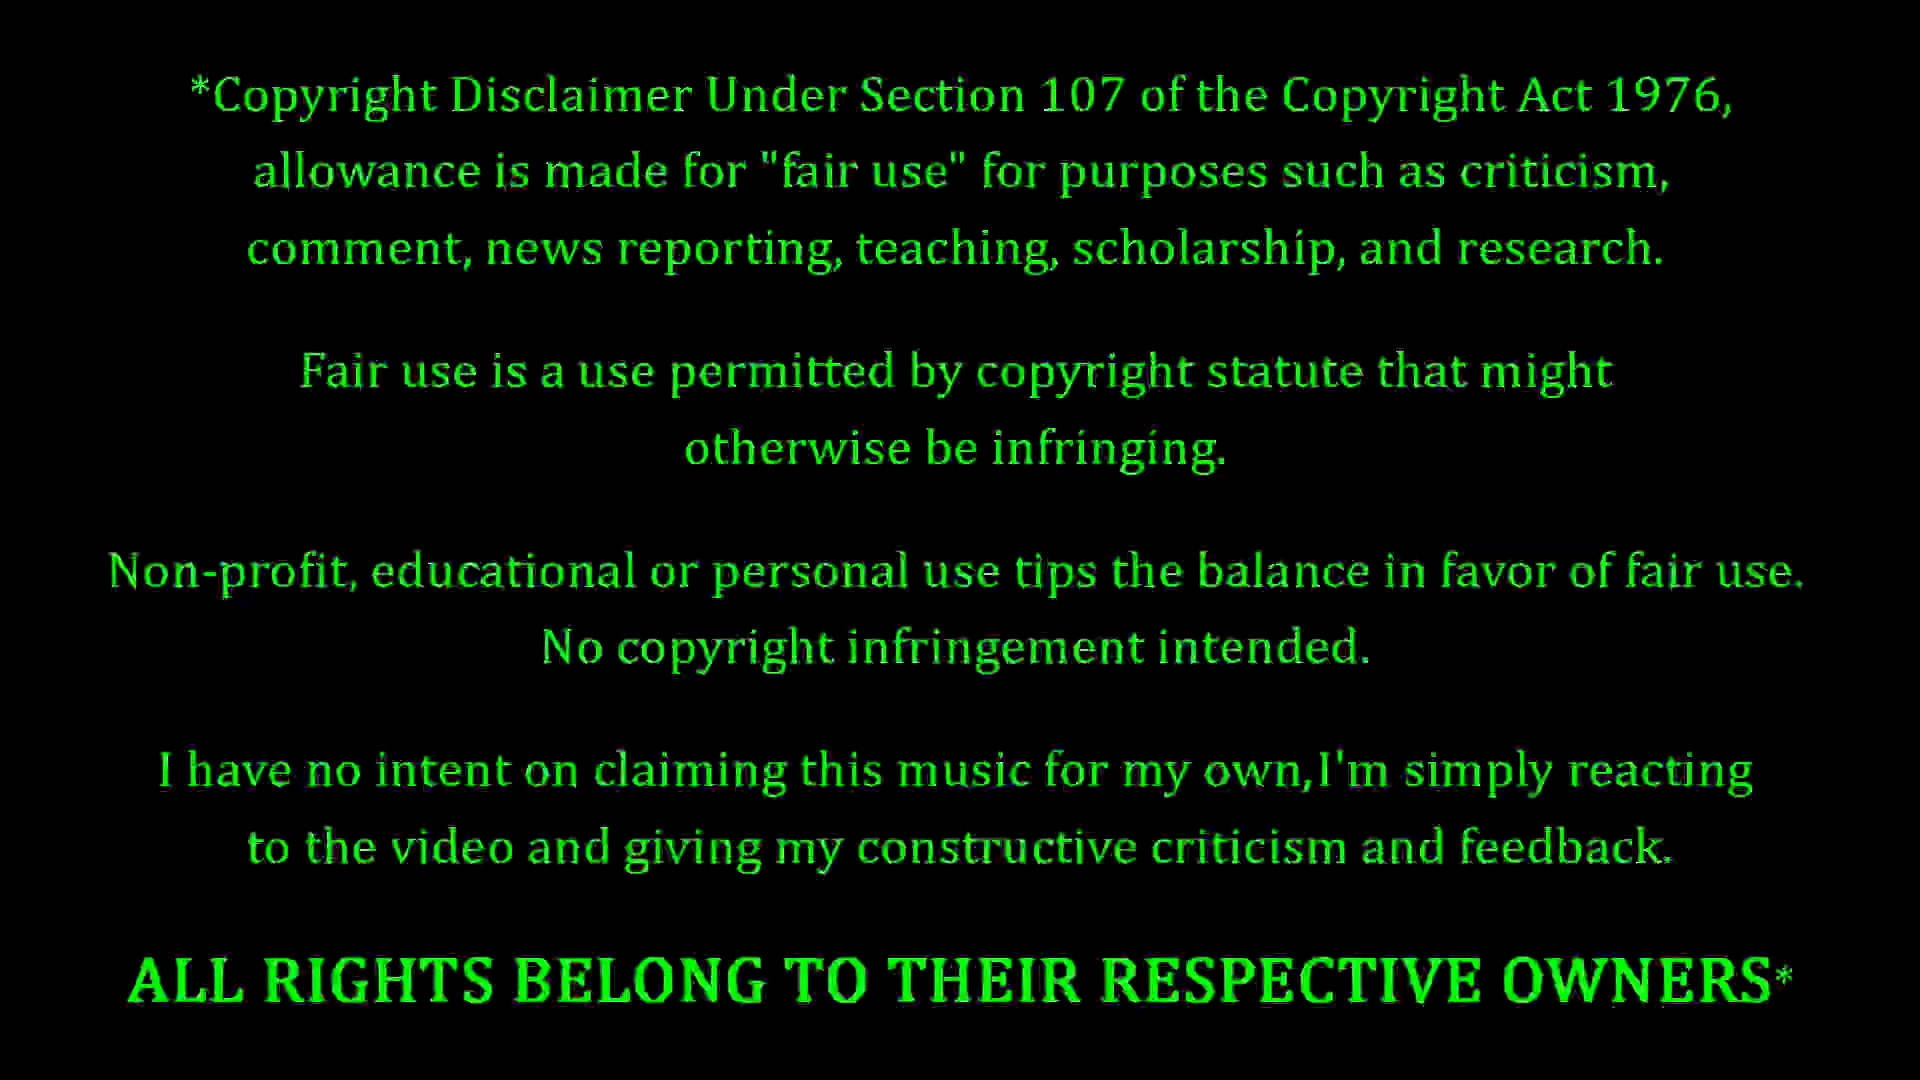 *Copyright Disclaimer Under Section 107 of the Copyright Act 1976,
allowance is made for "fair use" for purposes such as criticism,
comment, news reporting, teaching, scholarship, and research.
Fair use is a use permitted by copyright statute that might
otherwise be infringing.
Non-profit, educational or personal use tips the balance in favor of fair use.
No copyright infringement intended.
I have no intent on claiming this music for my own,I'm simply reacting
to the video and giving my constructive criticism and feedback.
ALL RIGHTS BELONG TO THEIR RESPECTIVE OWNERS*